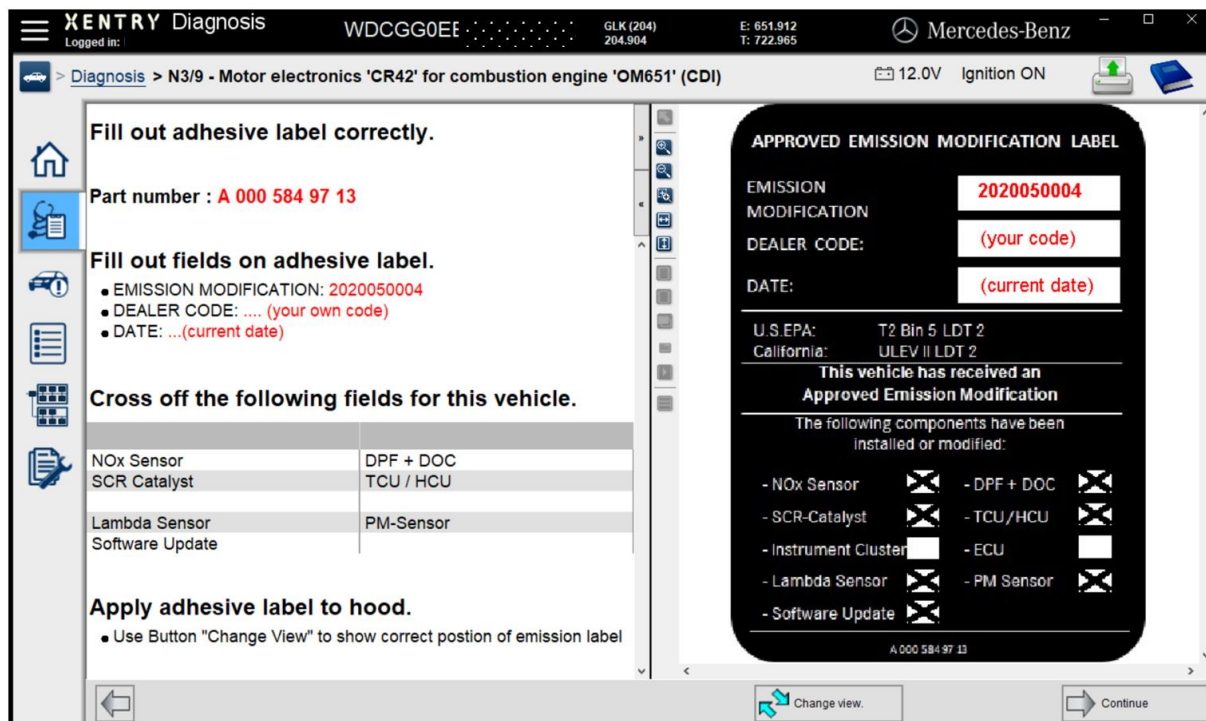 XENTRY Diagnosis
Logged in:
WDCGG0EE
GLK (204)
204.904
E: 651.912
T: 722.965
Mercedes-Benz
> Diagnosis > N3/9 - Motor electronics 'CR42' for combustion engine 'OM651' (CDI)
12.0V Ignition ON
Fill out adhesive label correctly.
Part number : A 000 584 97 13
Fill out fields on adhesive label.
• EMISSION MODIFICATION: 2020050004
• DEALER CODE: .... (your own code)
• DATE: ...(current date)
Cross off the following fields for this vehicle.
NOx Sensor DPF + DOC
SCR Catalyst TCU / HCU
Lambda Sensor PM-Sensor
Software Update
Apply adhesive label to hood.
• Use Button "Change View" to show correct postion of emission label
APPROVED EMISSION MODIFICATION LABEL
EMISSION
MODIFICATION
2020050004
DEALER CODE: (your code)
DATE: (current date)
U.S.EPA: T2 Bin 5 LDT 2
California: ULEV II LDT 2
This vehicle has received an
Approved Emission Modification
The following components have been
installed or modified:
- NOx Sensor - DPF + DOC
- SCR-Catalyst - TCU/HCU
- Instrument Cluster - ECU
- Lambda Sensor - PM Sensor
- Software Update
A 000 584 97 13
Change view.
Continue